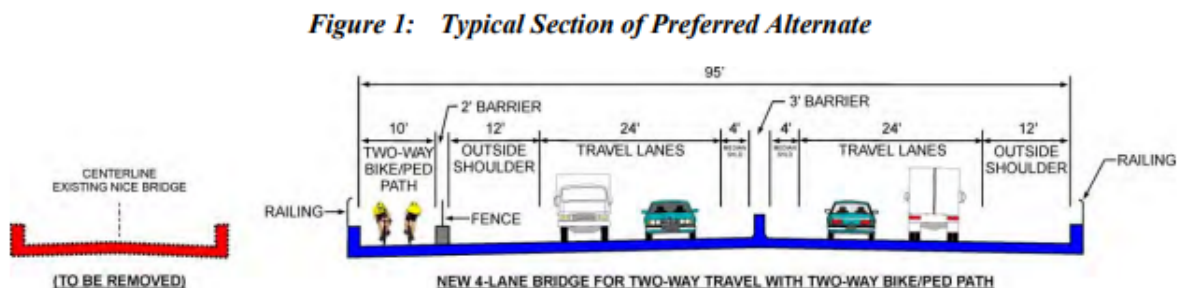 Figure 1: Typical Section of Preferred Alternate
95'
2' BARRIER
3' BARRIER
10'
12'
24'
4'
4'
24'
12'
TWO-WAY
BIKE/PED
PATH
OUTSIDE
SHOULDER
TRAVEL LANES
TRAVEL LANES
OUTSIDE
SHOULDER
RAILING
CENTERLINE
EXISTING NICE BRIDGE
RAILING
FENCE
(TO BE REMOVED)
NEW 4-LANE BRIDGE FOR TWO-WAY TRAVEL WITH TWO-WAY BIKE/PED PATH